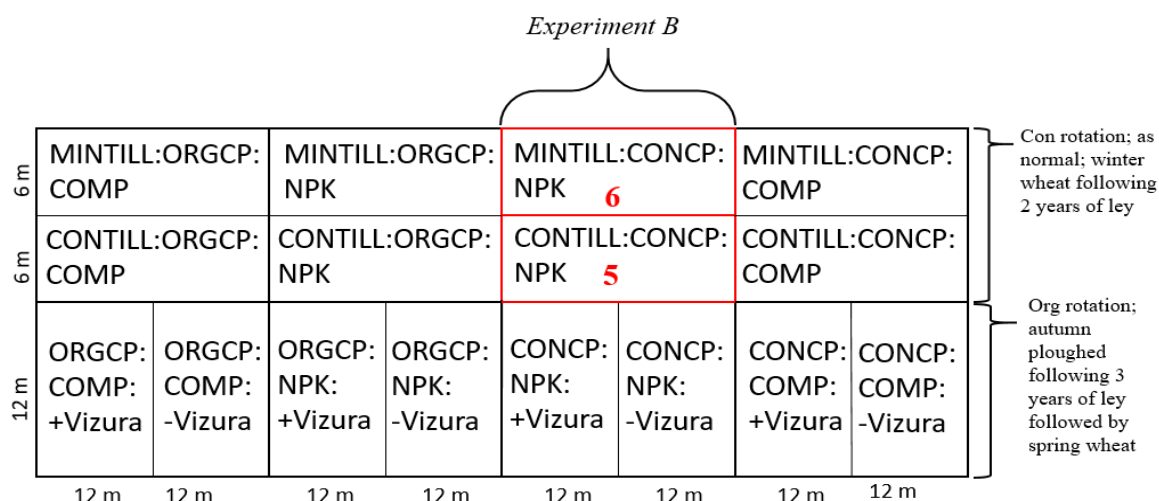 Experiment B
6 m
MINTILL:ORGCP:
COMP
MINTILL:ORGCP:
NPK
MINTILL:CONCP:
NPK 6
MINTILL:CONCP:
COMP
Con rotation; as
normal; winter
wheat following
2 years of ley
6 m
CONTILL:ORGCP:
COMP
CONTILL:ORGCP:
NPK
CONTILL:CONCP:
NPK 5
CONTILL:CONCP:
COMP
12 m
ORGCP:
COMP:
+Vizura
ORGCP:
COMP:
-Vizura
ORGCP:
NPK:
+Vizura
ORGCP:
NPK:
-Vizura
CONCP:
NPK:
+Vizura
CONCP:
NPK:
-Vizura
CONCP:
COMP:
+Vizura
CONCP:
COMP:
-Vizura
Org rotation;
autumn
ploughed
following 3
years of ley
followed by
spring wheat
12 m 12 m 12 m 12 m 12 m 12 m 12 m 12 m